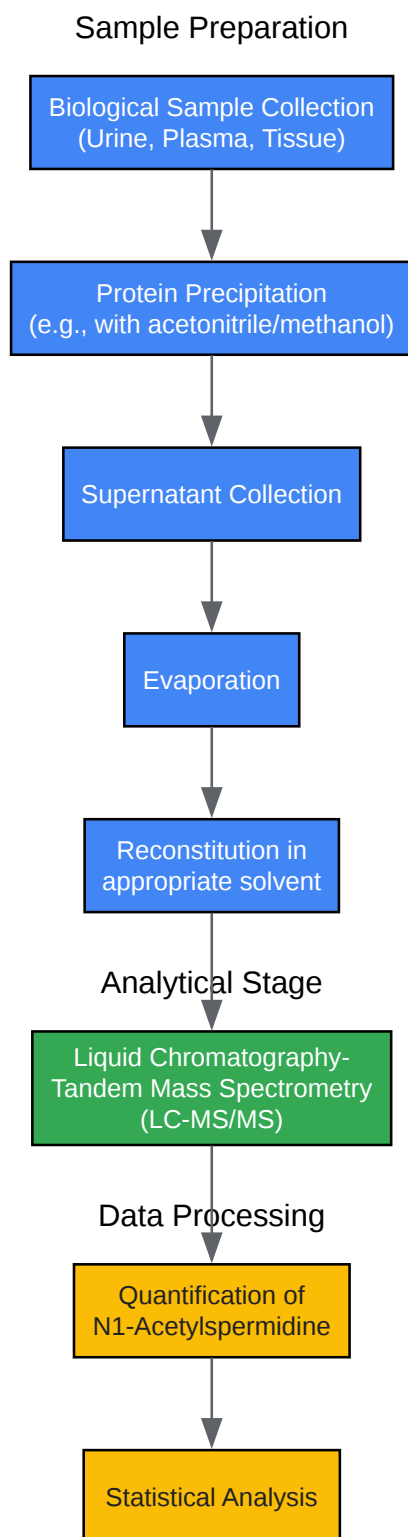 Sample Preparation
Biological Sample Collection
(Urine, Plasma, Tissue)
Protein Precipitation
(e.g., with acetonitrile/methanol)
Supernatant Collection
Evaporation
Reconstitution in
appropriate solvent
Analytical Stage
Liquid Chromatography-
Tandem Mass Spectrometry
(LC-MS/MS)
Data Processing
Quantification of
N1-Acetylspermidine
Statistical Analysis